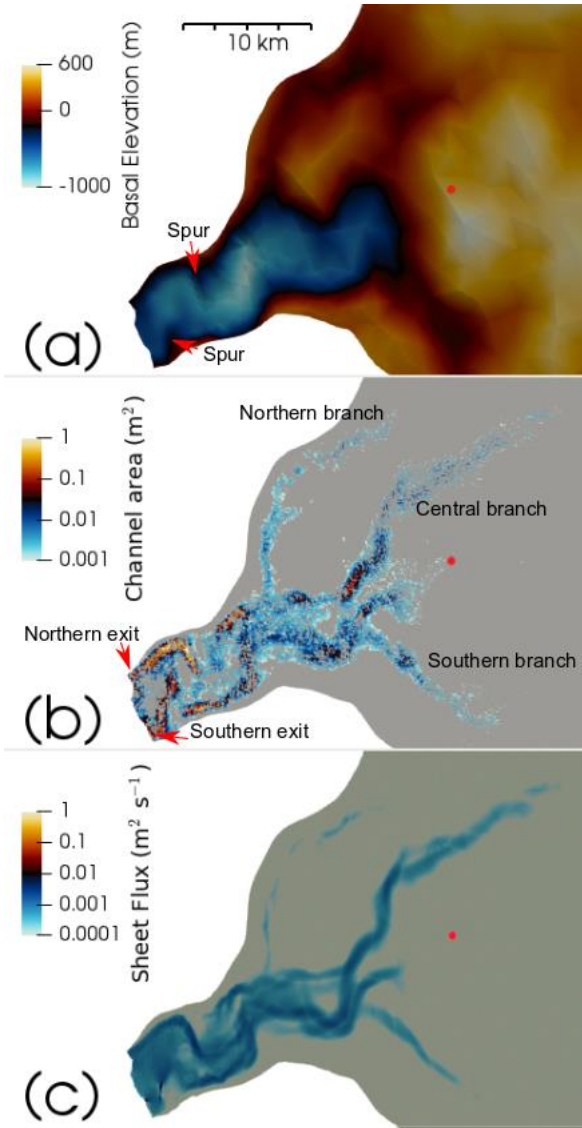 10 km
600
0
-1000
Basal Elevation (m)
Spur
Spur
(a)
Northern branch
1
0.1
0.01
0.001
Channel area (m²)
Central branch
Northern exit
Southern branch
Southern exit
(b)
1
0.1
0.01
0.001
0.0001
Sheet Flux (m² s⁻¹)
(c)